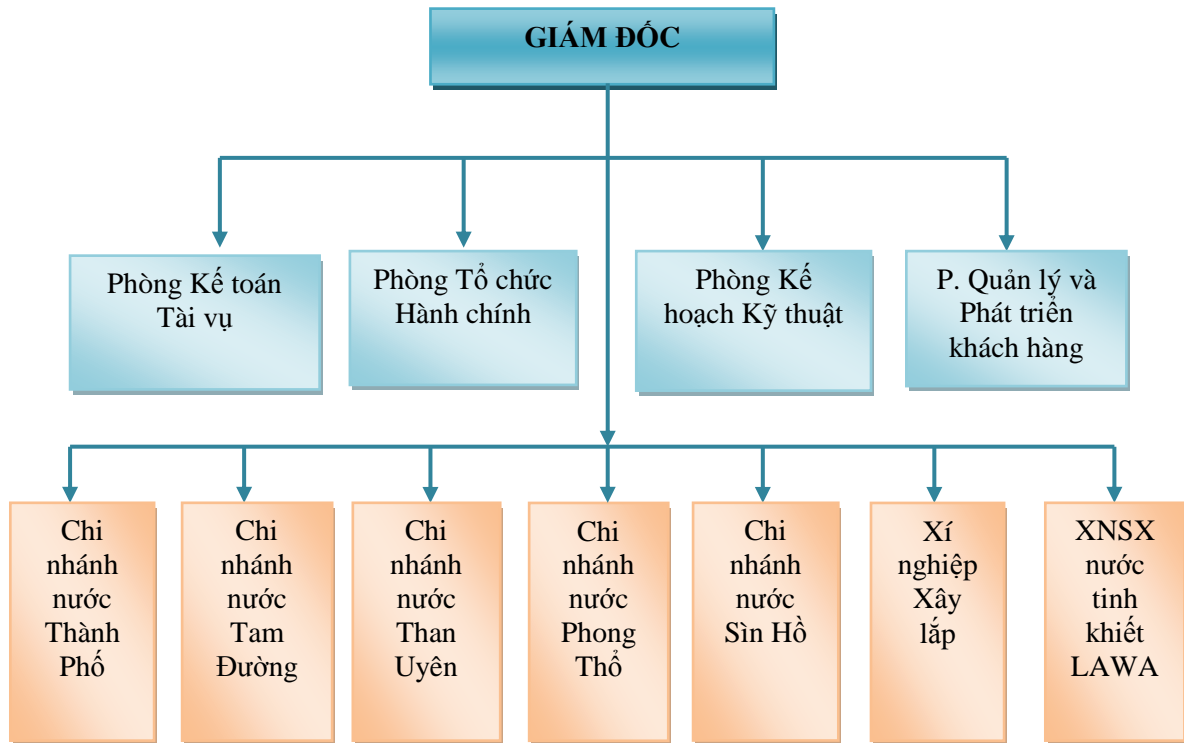 GIÁM ĐỐC
Phòng Kế toán
Tài vụ
Phòng Tổ chức
Hành chính
Phòng Kế
hoạch Kỹ thuật
P. Quản lý và
Phát triển
khách hàng
Chi
nhánh
nước
Thành
Phố
Chi
nhánh
nước
Tam
Đường
Chi
nhánh
nước
Than
Uyên
Chi
nhánh
nước
Phong
Thổ
Chi
nhánh
nước
Sìn Hồ
Xí
nghiệp
Xây
lắp
XNSX
nước
tinh
khiết
LAWA